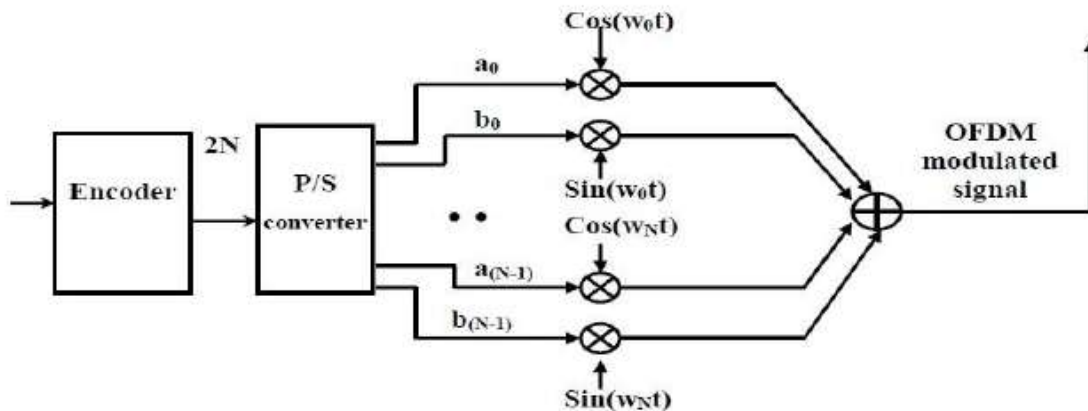 Cos(w₀t)
a₀
b₀
2N
Encoder
P/S
converter
Sin(w₀t)
Cos(wNt)
a(N-1)
b(N-1)
Sin(wNt)
OFDM
modulated
signal